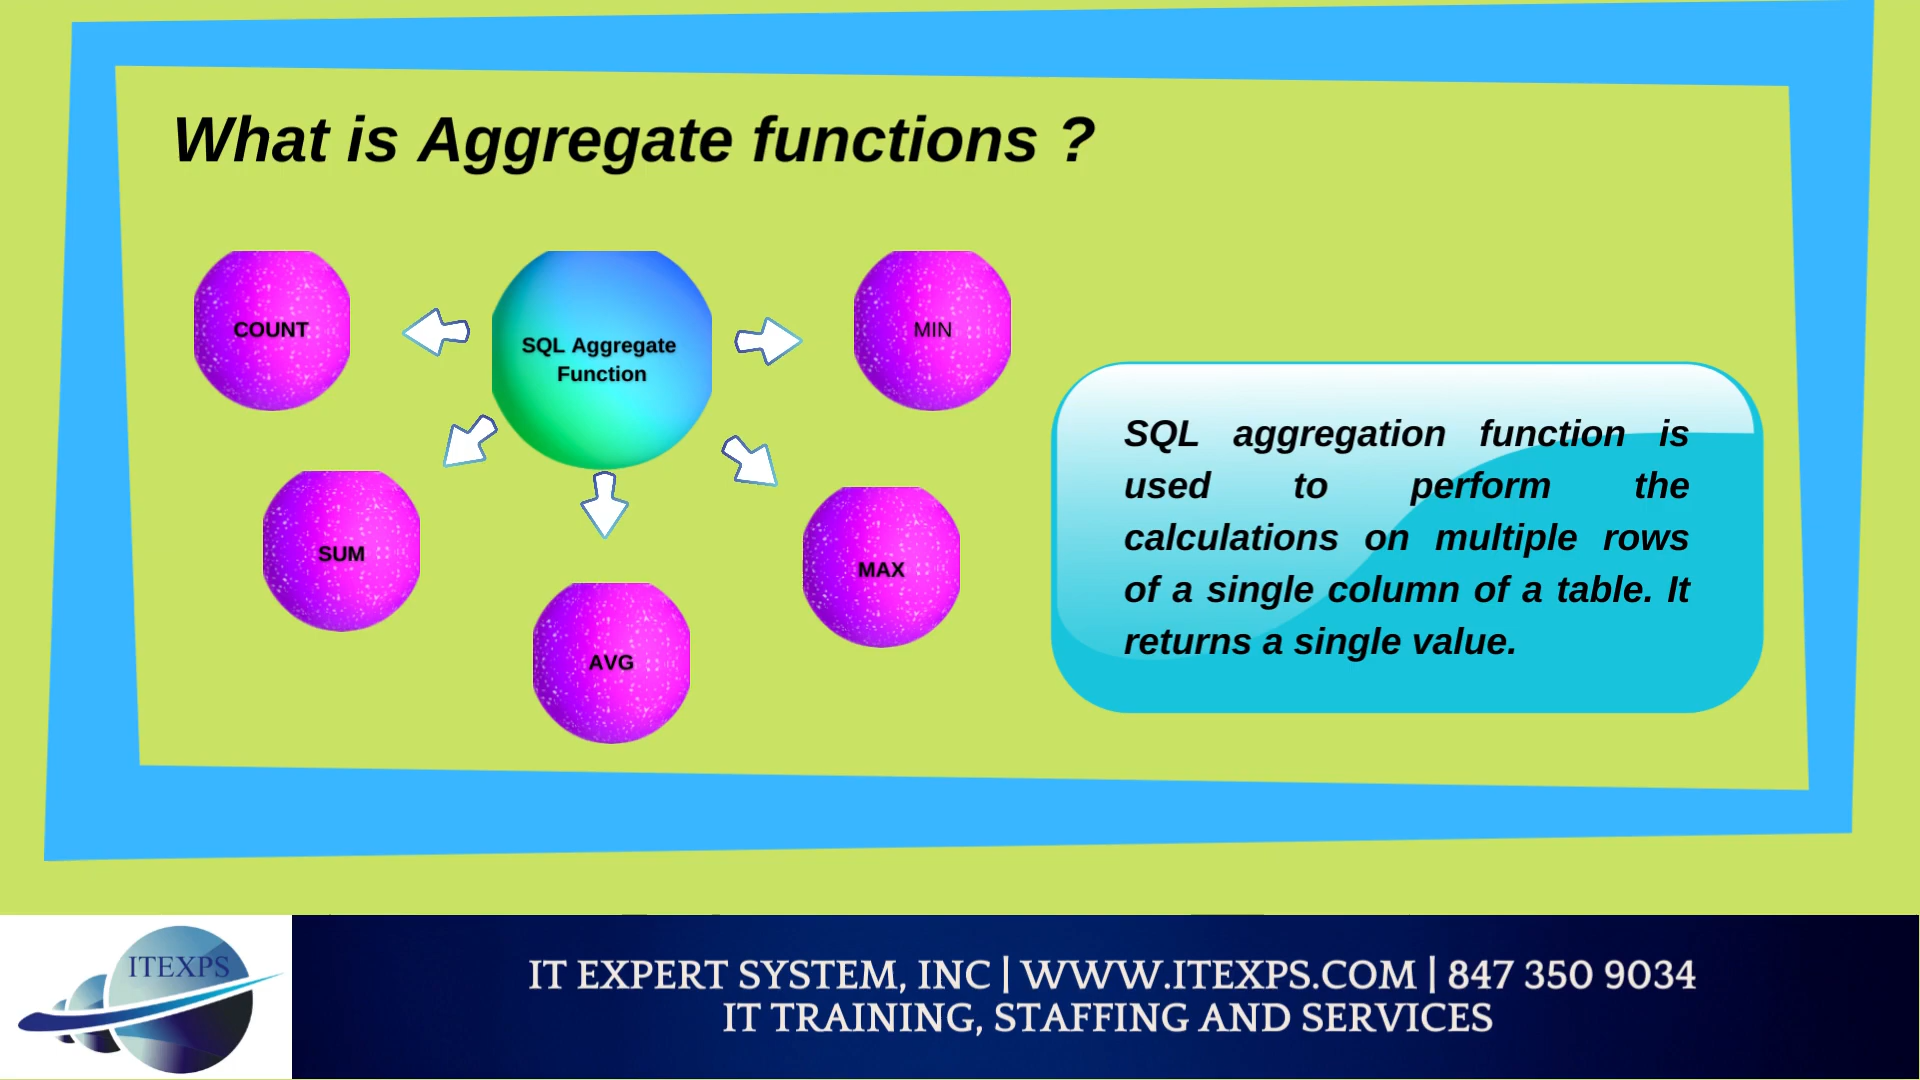 What is Aggregate functions ?
COUNT
SQL Aggregate
Function
MIN
SUM
AVG
MAX
SQL aggregation function is
used to perform the
calculations on multiple rows
of a single column of a table. It
returns a single value.
ITEXPS
IT EXPERT SYSTEM, INC | WWW.ITEXPS.COM | 847 350 9034
IT TRAINING, STAFFING AND SERVICES